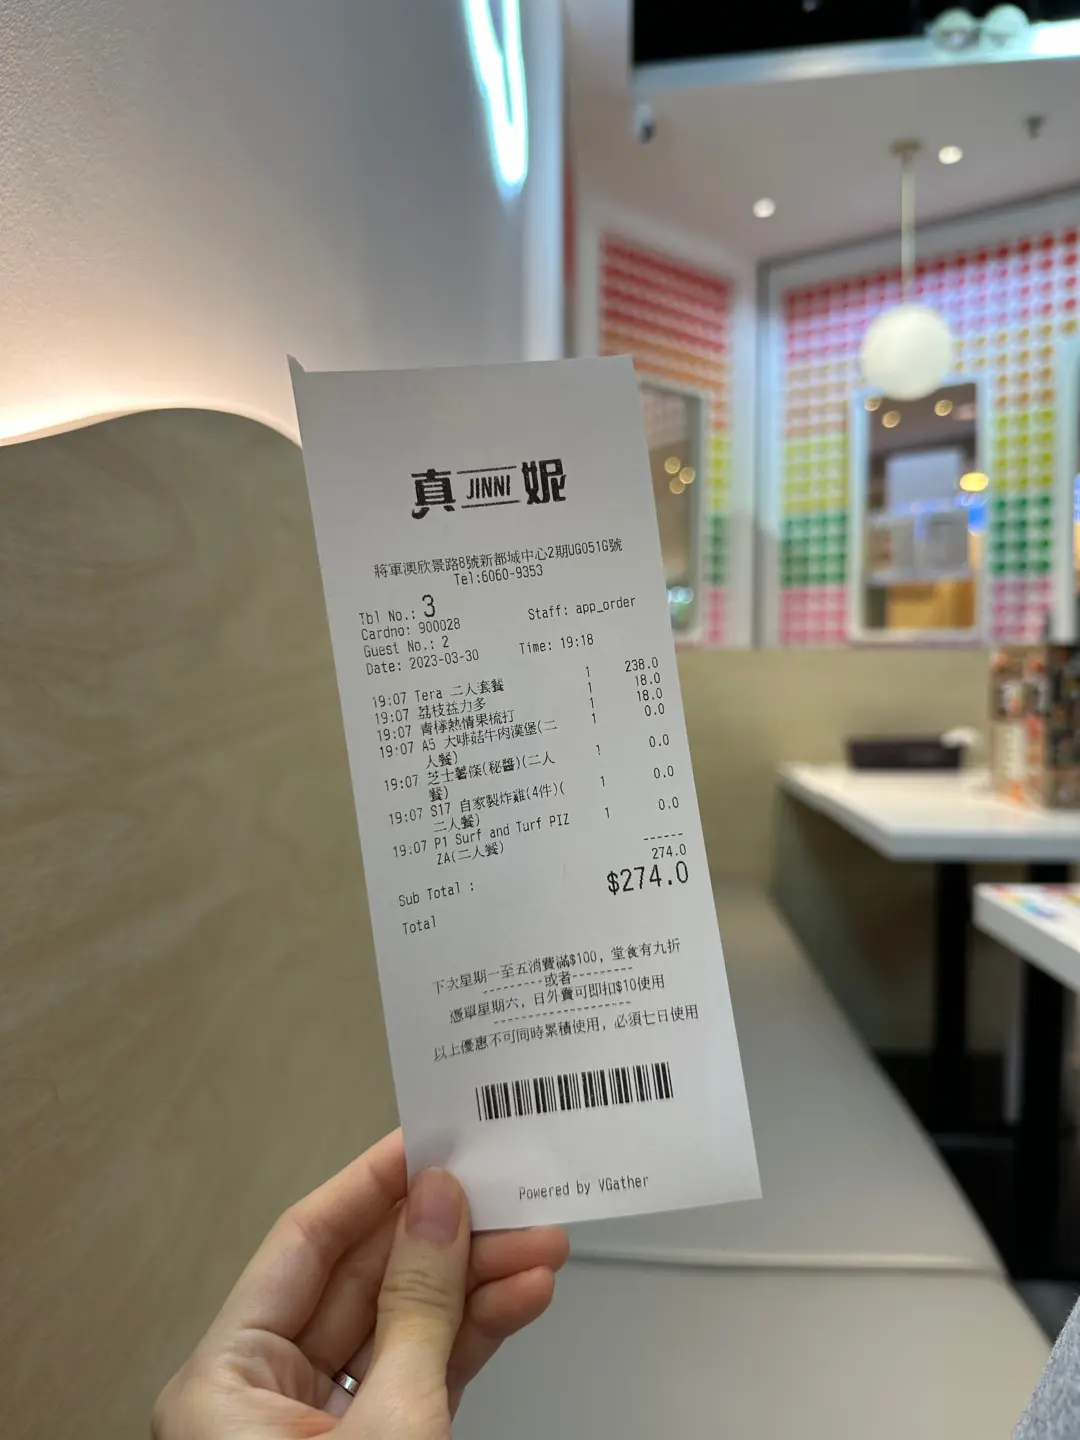 真 JINNI 妮
將軍澳欣景路8號新都城中心2期UG051G號
Tel:6060-9353
Tbl No.: 3
Cardno: 900028 Staff: app_order
Guest No.: 2
Date: 2023-03-30 Time: 19:18
19:07 Tera 二人套餐 1 238.0
19:07 荔枝益力多 1 18.0
19:07 青檸熱情果梳打 1 18.0
19:07 A5 大啡菇牛肉漢堡(二 1 0.0
人餐)
19:07 芝士薯條(秘醬)(二人 1 0.0
餐)
19:07 S17 自家製炸雞(4件)( 1 0.0
二人餐)
19:07 P1 Surf and Turf PIZ 1 0.0
ZA(二人餐)
------
Sub Total : 274.0
Total $274.0
下次星期一至五消費滿$100, 堂食有九折
---------或者---------
憑單星期六, 日外賣可即扣$10使用
--------------------
以上優惠不可同時累積使用, 必須七日使用
Powered by VGather